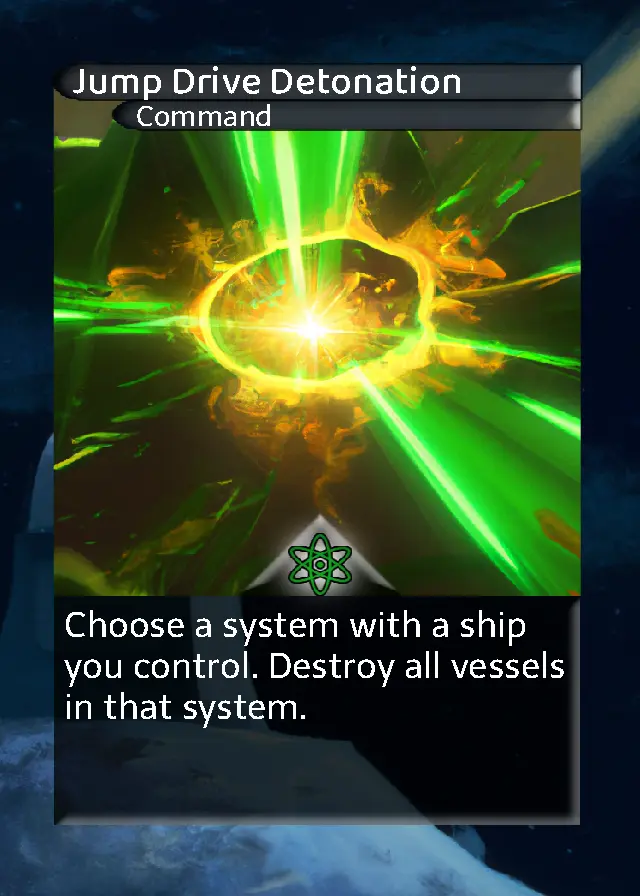 Jump Drive Detonation
Command
Choose a system with a ship
you control. Destroy all vessels
in that system.